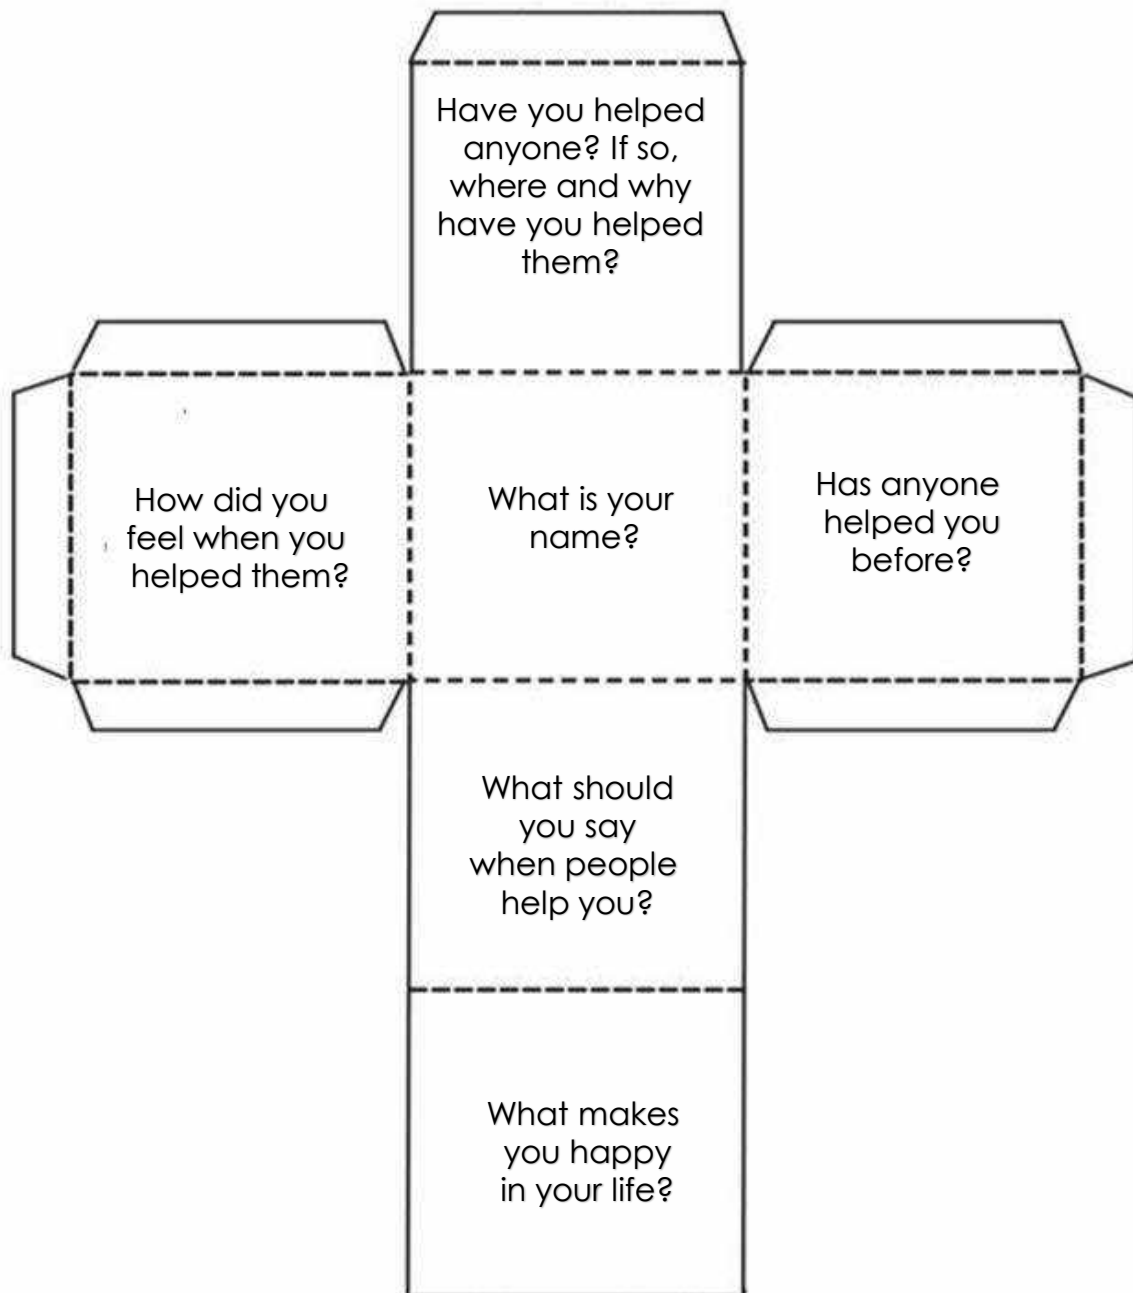 Have you helped
anyone? If so,
where and why
have you helped
them?
How did you
feel when you
helped them?
What is your
name?
Has anyone
helped you
before?
What should
you say
when people
help you?
What makes
you happy
in your life?